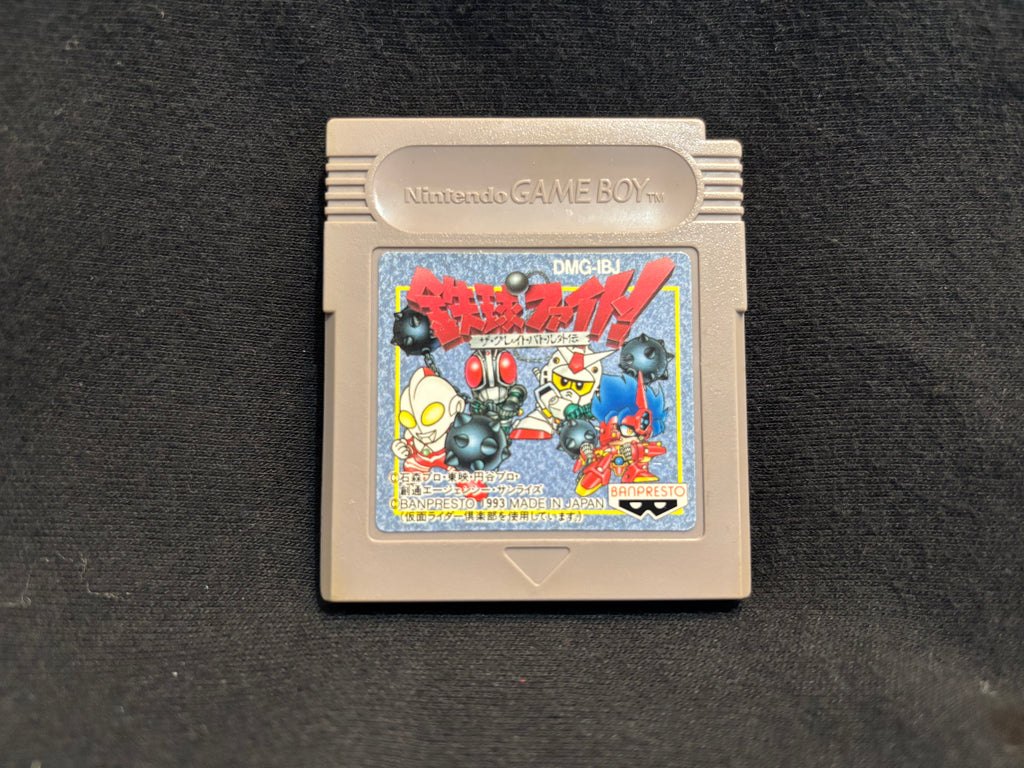 Nintendo GAME BOY TM
DMG-IBJ
鉄球ファイト!
ザ・グレイトバトル外伝
©石森プロ・東映・円谷プロ・
創通エージェンシー・サンライズ
©BANPRESTO 1993 MADE IN JAPAN
(仮面ライダー倶楽部を使用しています。)
BANPRESTO